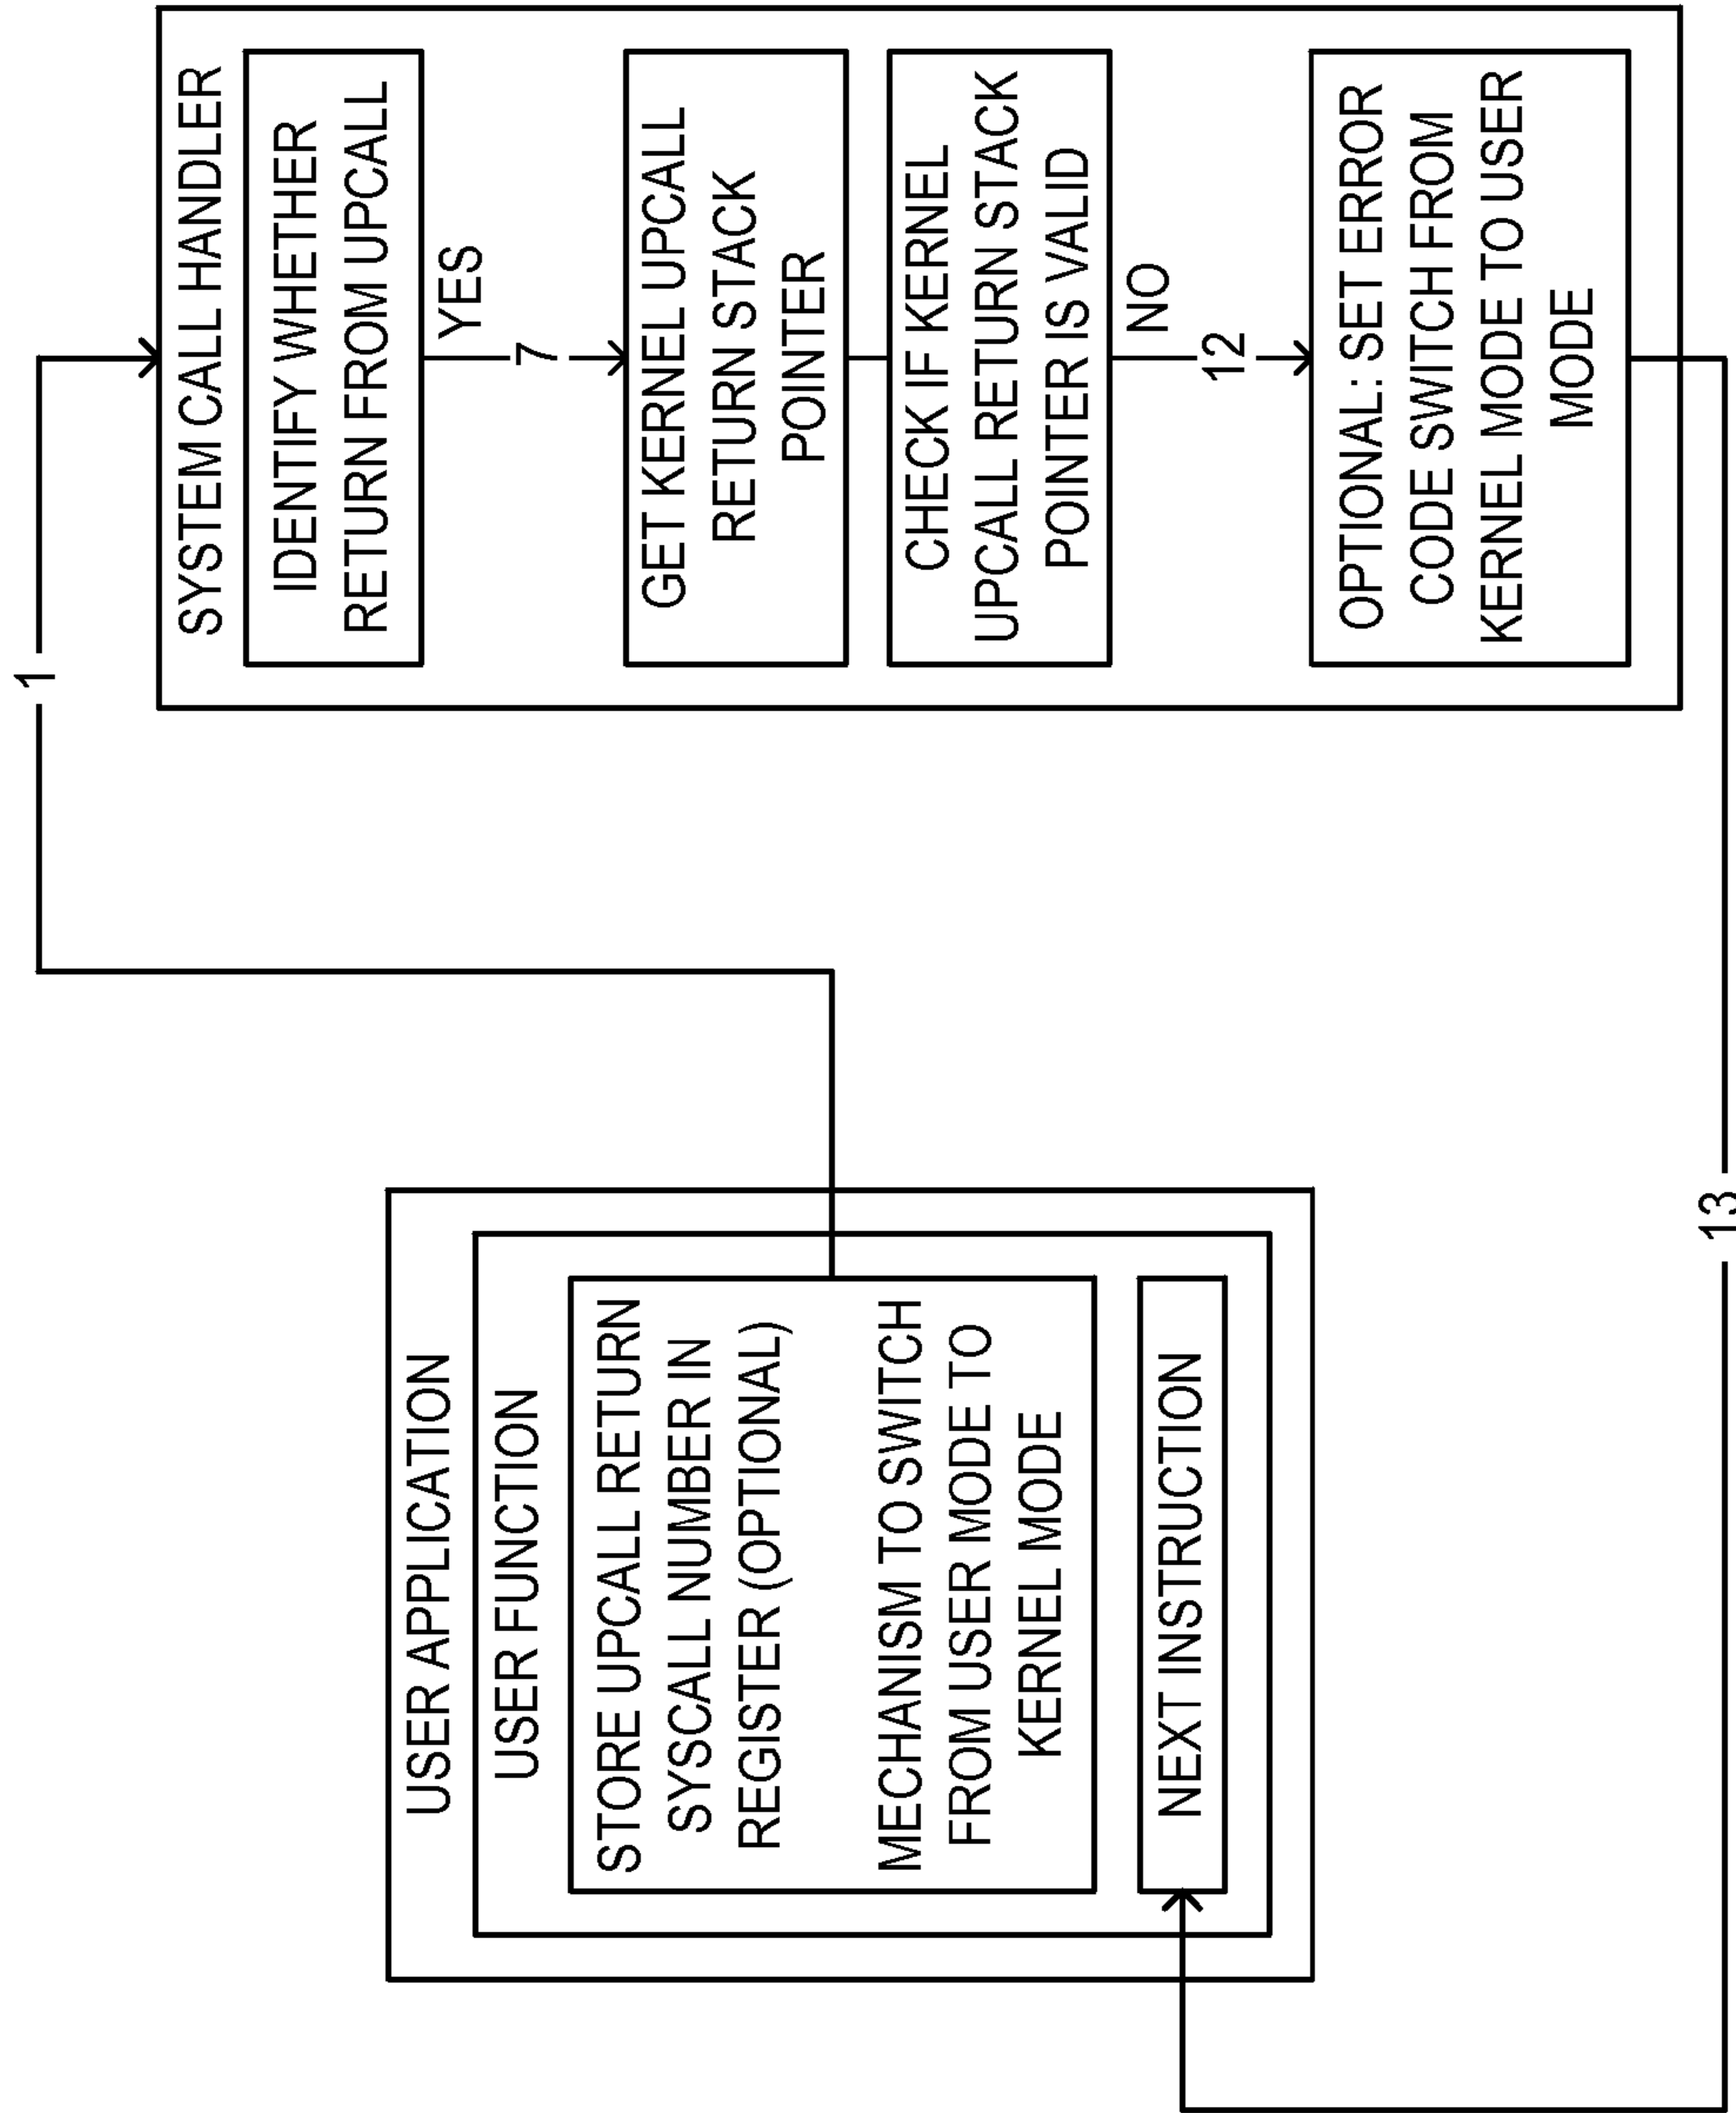 USER APPLICATION
USER FUNCTION
STORE UPCALL RETURN
SYSCALL NUMBER IN
REGISTER (OPTIONAL)
MECHANISM TO SWITCH
FROM USER MODE TO
KERNEL MODE
NEXT INSTRUCTION
1
SYSTEM CALL HANDLER
IDENTIFY WHETHER
RETURN FROM UPCALL
YES
7
GET KERNEL UPCALL
RETURN STACK
POINTER
CHECK IF KERNEL
UPCALL RETURN STACK
POINTER IS VALID
NO
12
OPTIONAL: SET ERROR
CODE SWITCH FROM
KERNEL MODE TO USER
MODE
13